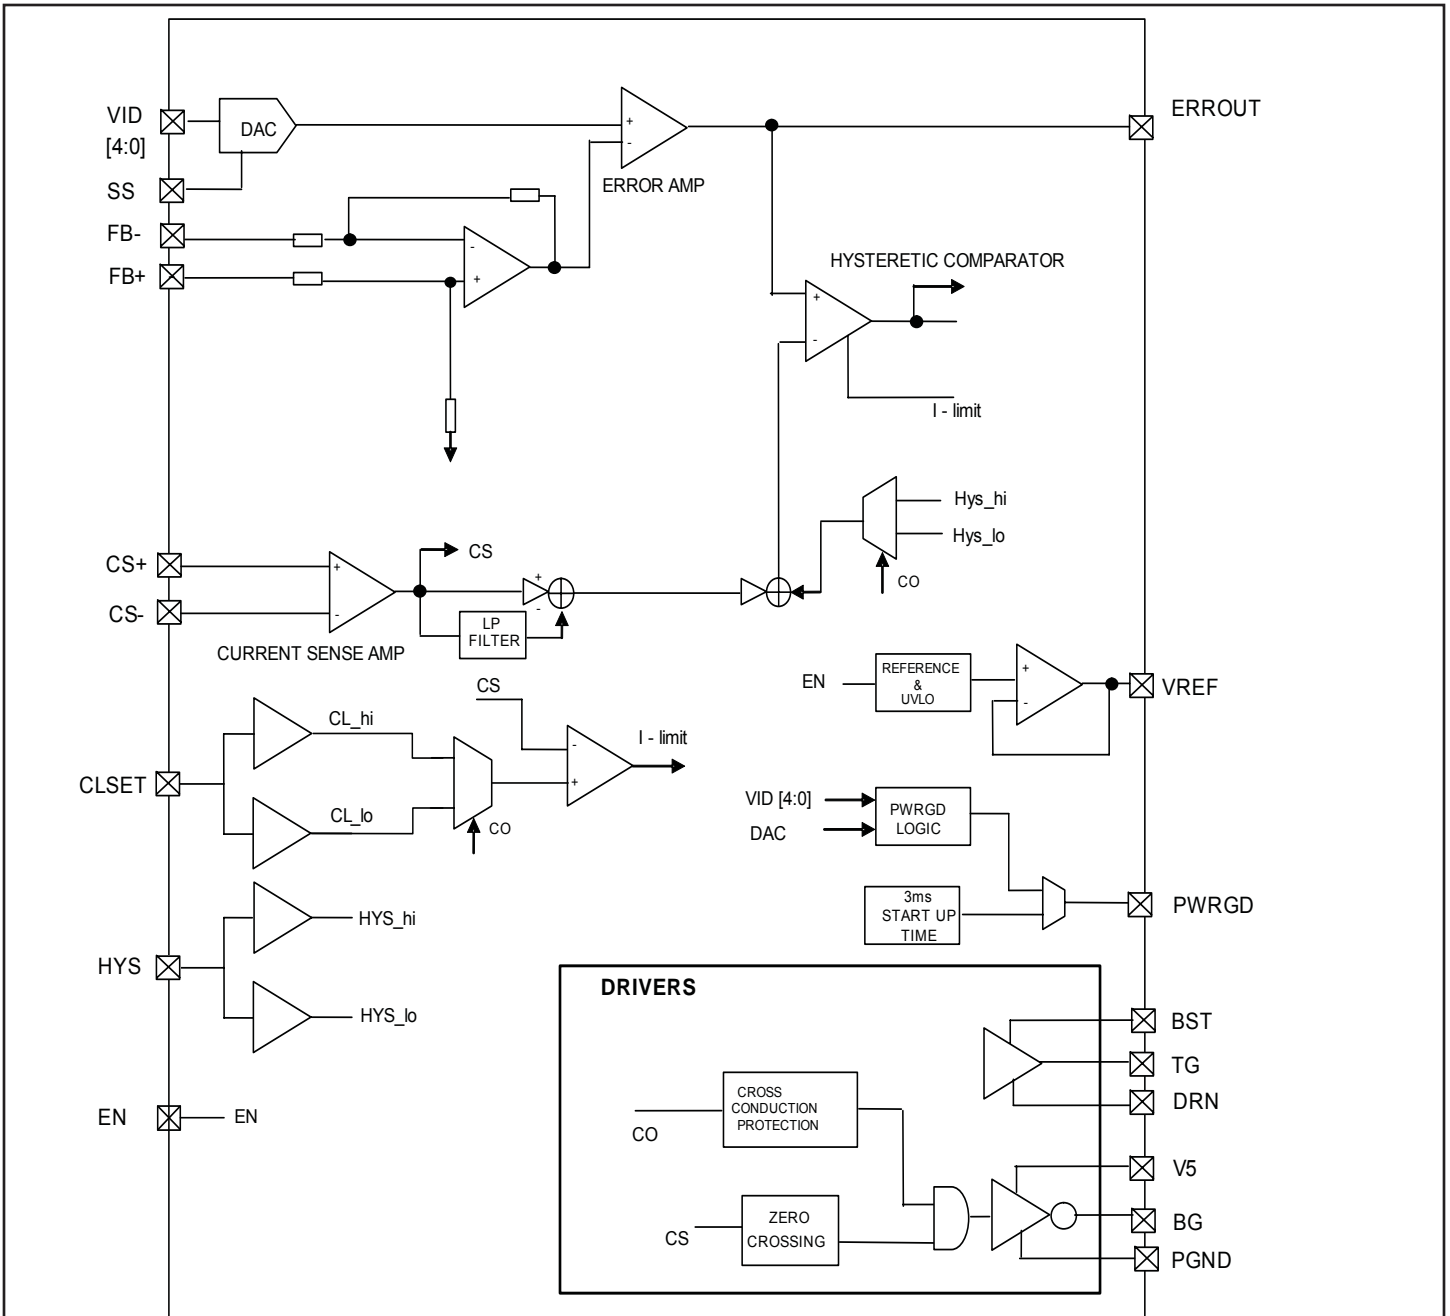 VID
[4:0]
DAC
+
-
ERROR AMP
ERROUT
SS
FB-
FB+
-
+
HYSTERETIC COMPARATOR
+
-
I - limit
Hys_hi
Hys_lo
CO
CS+
CS-
+
-
CURRENT SENSE AMP
CS
+
-
LP
FILTER
EN
REFERENCE
&
UVLO
+
-
VREF
CLSET
CL_hi
CL_lo
CO
CS
-
+
I - limit
VID [4:0]
DAC
PWRGD
LOGIC
3ms
START UP
TIME
PWRGD
HYS
HYS_hi
HYS_lo
EN
EN
DRIVERS
CO
CROSS
CONDUCTION
PROTECTION
CS
ZERO
CROSSING
BST
TG
DRN
V5
BG
PGND